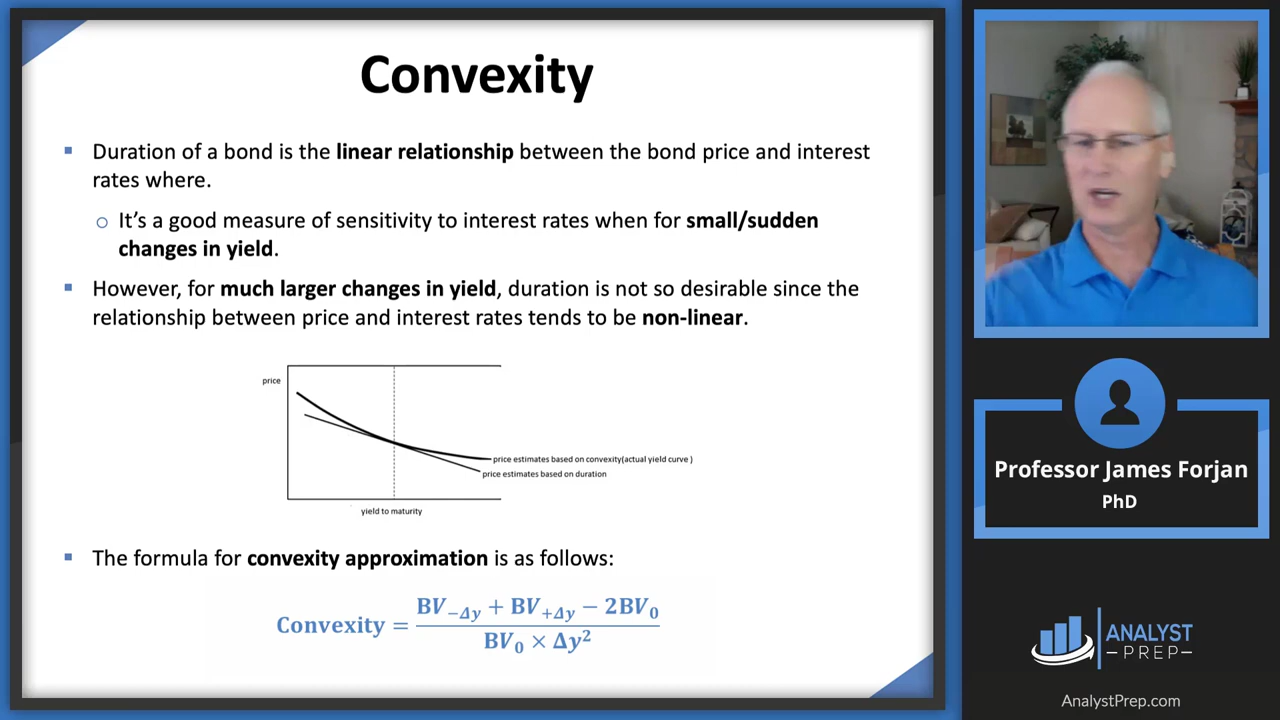 Convexity
Duration of a bond is the linear relationship between the bond price and interest
rates where.
It's a good measure of sensitivity to interest rates when for small/sudden
changes in yield.
However, for much larger changes in yield, duration is not so desirable since the
relationship between price and interest rates tends to be non-linear.
price
price estimates based on convexity(actual yield curve )
price estimates based on duration
yield to maturity
The formula for convexity approximation is as follows:
Convexity = (BV₋Δy + BV₊Δy − 2BV₀) / (BV₀ × Δy²)
Professor James Forjan
PhD
ANALYST
PREP
AnalystPrep.com